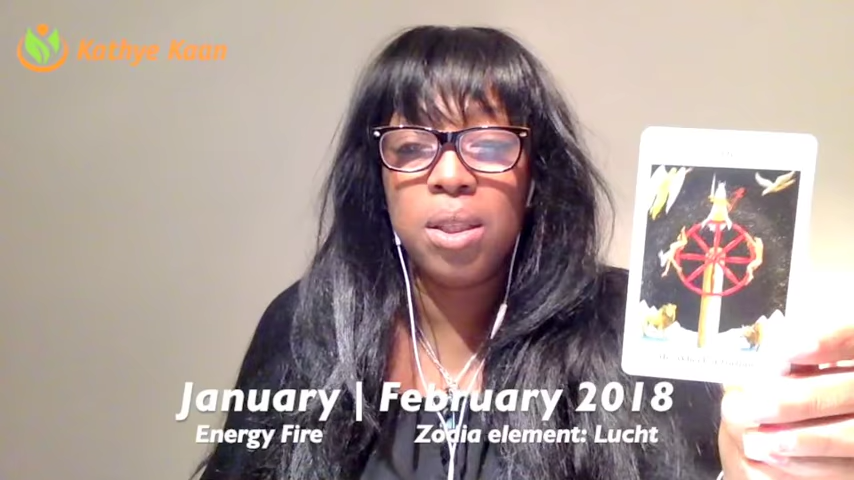 Kathye Kaan
January | February 2018
Energy Fire
Zodia element: Lucht